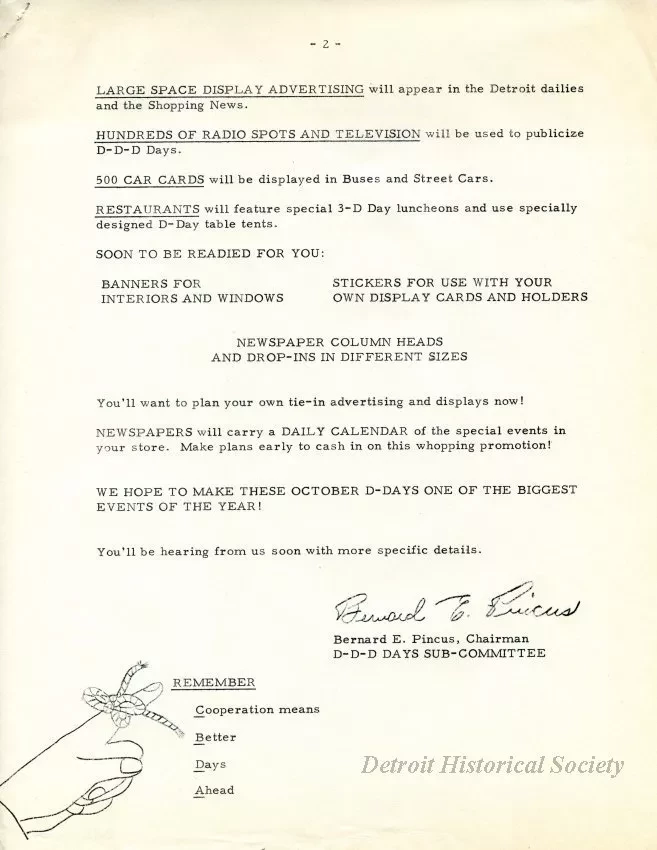 - 2 -
LARGE SPACE DISPLAY ADVERTISING will appear in the Detroit dailies
and the Shopping News.
HUNDREDS OF RADIO SPOTS AND TELEVISION will be used to publicize
D-D-D Days.
500 CAR CARDS will be displayed in Buses and Street Cars.
RESTAURANTS will feature special 3-D Day luncheons and use specially
designed D-Day table tents.
SOON TO BE READIED FOR YOU:
BANNERS FOR
INTERIORS AND WINDOWS
STICKERS FOR USE WITH YOUR
OWN DISPLAY CARDS AND HOLDERS
NEWSPAPER COLUMN HEADS
AND DROP-INS IN DIFFERENT SIZES
You'll want to plan your own tie-in advertising and displays now!
NEWSPAPERS will carry a DAILY CALENDAR of the special events in
your store. Make plans early to cash in on this whopping promotion!
WE HOPE TO MAKE THESE OCTOBER D-DAYS ONE OF THE BIGGEST
EVENTS OF THE YEAR!
You'll be hearing from us soon with more specific details.
Bernard E. Pincus
Bernard E. Pincus, Chairman
D-D-D DAYS SUB-COMMITTEE
REMEMBER
Cooperation means
Better
Days
Ahead
Detroit Historical Society